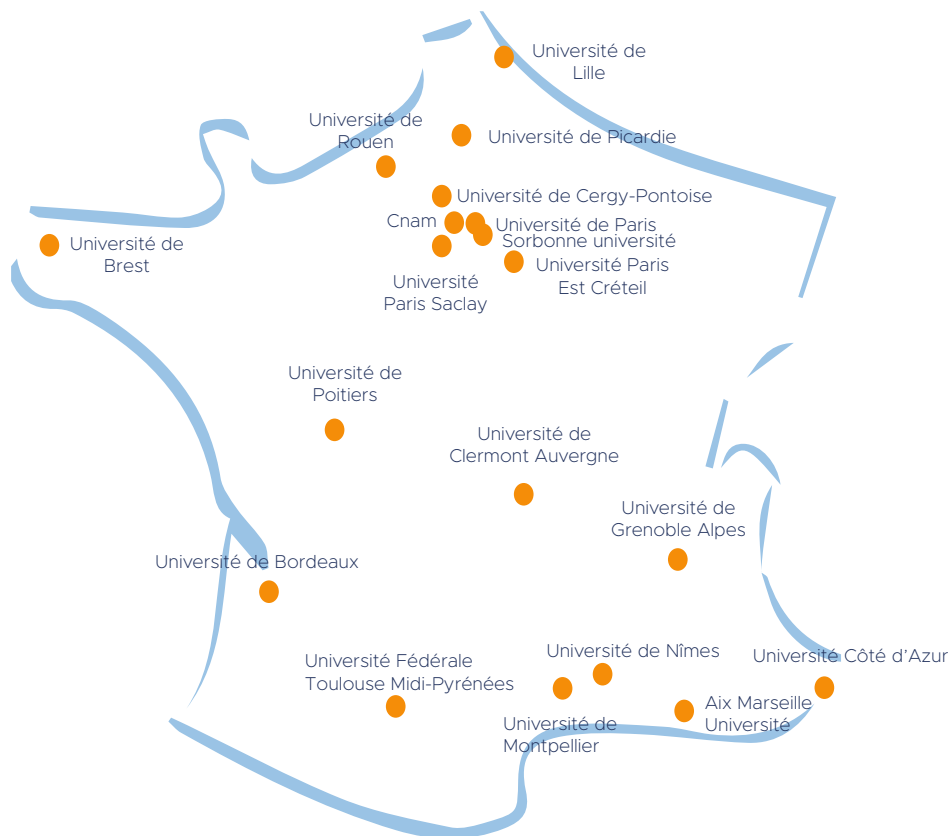 Université de
Lille
Université de
Rouen
Université de Picardie
Université de Cergy-Pontoise
Cnam
Université de Paris
Sorbonne université
Université de
Brest
Université Paris
Est Créteil
Université
Paris Saclay
Université de
Poitiers
Université de
Clermont Auvergne
Université de
Grenoble Alpes
Université de Bordeaux
Université de Nîmes
Université Côté d'Azur
Université Fédérale
Toulouse Midi-Pyrénées
Aix Marseille
Université
Université de
Montpellier